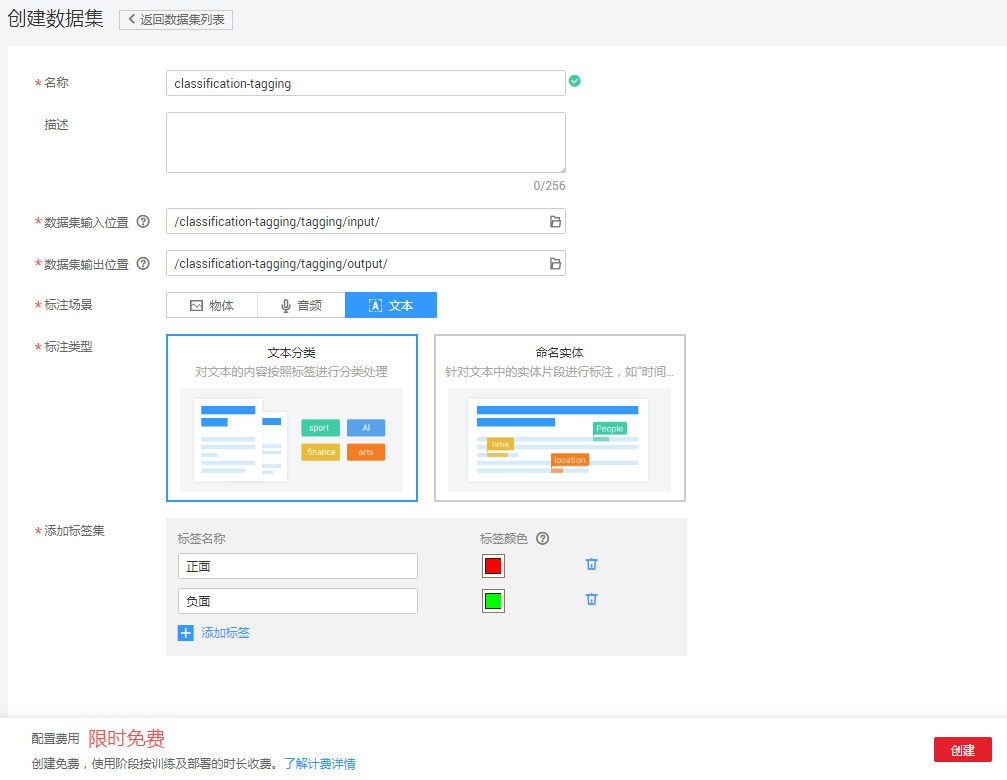 创建数据集 返回数据集列表
* 名称 classification-tagging
描述
0/256
* 数据集输入位置 ? /classification-tagging/tagging/input/
* 数据集输出位置 ? /classification-tagging/tagging/output/
* 标注场景 物体 音频 A 文本
* 标注类型
文本分类
对文本的内容按照标签进行分类处理
sport AI
finance arts
命名实体
针对文本中的实体片段进行标注，如“时间...
People
time
location
* 添加标签集
标签名称 标签颜色 ?
正面
负面
+ 添加标签
配置费用 限时免费
创建免费，使用阶段按训练及部署的时长收费。了解计费详情
创建